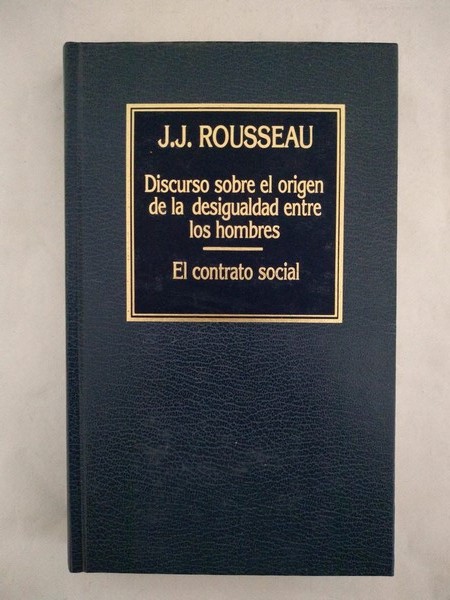 J.J. ROUSSEAU
Discurso sobre el origen
de la desigualdad entre
los hombres
El contrato social